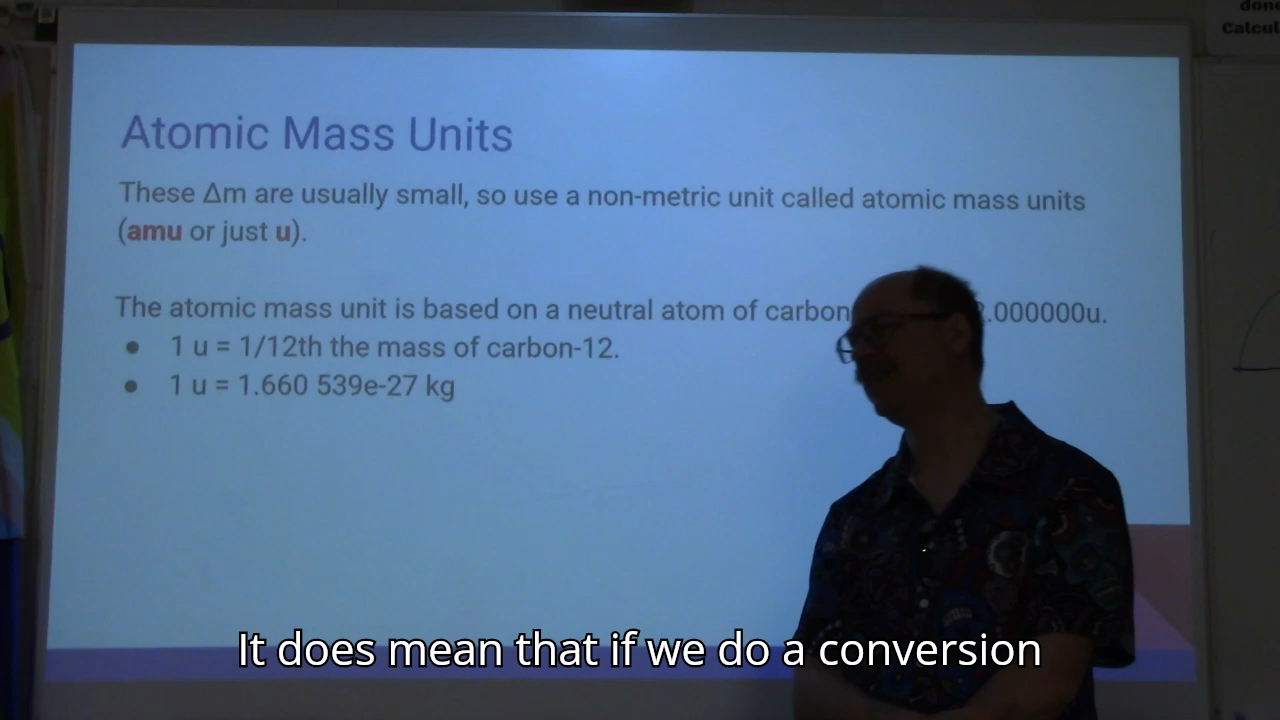 done
Calcul
Atomic Mass Units
These Δm are usually small, so use a non-metric unit called atomic mass units
(amu or just u).
The atomic mass unit is based on a neutral atom of carbon .000000u.
• 1 u = 1/12th the mass of carbon-12.
• 1 u = 1.660 539e-27 kg
It does mean that if we do a conversion